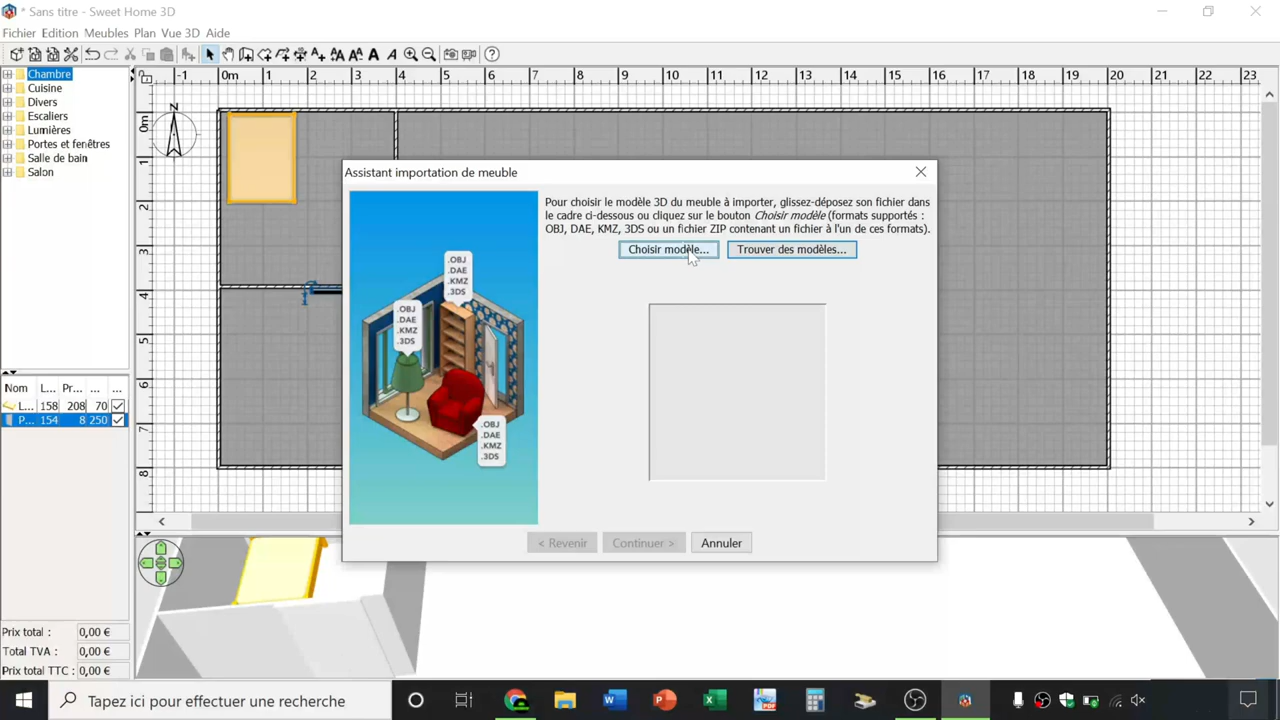 * Sans titre - Sweet Home 3D
Fichier Edition Meubles Plan Vue 3D Aide
-1 0m 1 2 3 4 5 6 7 8 9 10 11 12 13 14 15 16 17 18 19 20 21 22 23
Chambre
Cuisine
Divers
Escaliers
Lumières
Portes et fenêtres
Salle de bain
Salon
N
0m
1
2
3
4
5
6
7
8
Nom L... Pr... ... ...
L... 158 208 70
P... 154 8 250
Prix total : 0,00 €
Total TVA : 0,00 €
Prix total TTC : 0,00 €
Assistant importation de meuble
Pour choisir le modèle 3D du meuble à importer, glissez-déposez son fichier dans
le cadre ci-dessous ou cliquez sur le bouton Choisir modèle (formats supportés :
OBJ, DAE, KMZ, 3DS ou un fichier ZIP contenant un fichier à l'un de ces formats).
Choisir modèle... Trouver des modèles...
.OBJ
.DAE
.KMZ
.3DS
.OBJ
.DAE
.KMZ
.3DS
.OBJ
.DAE
.KMZ
.3DS
< Revenir Continuer > Annuler
Tapez ici pour effectuer une recherche